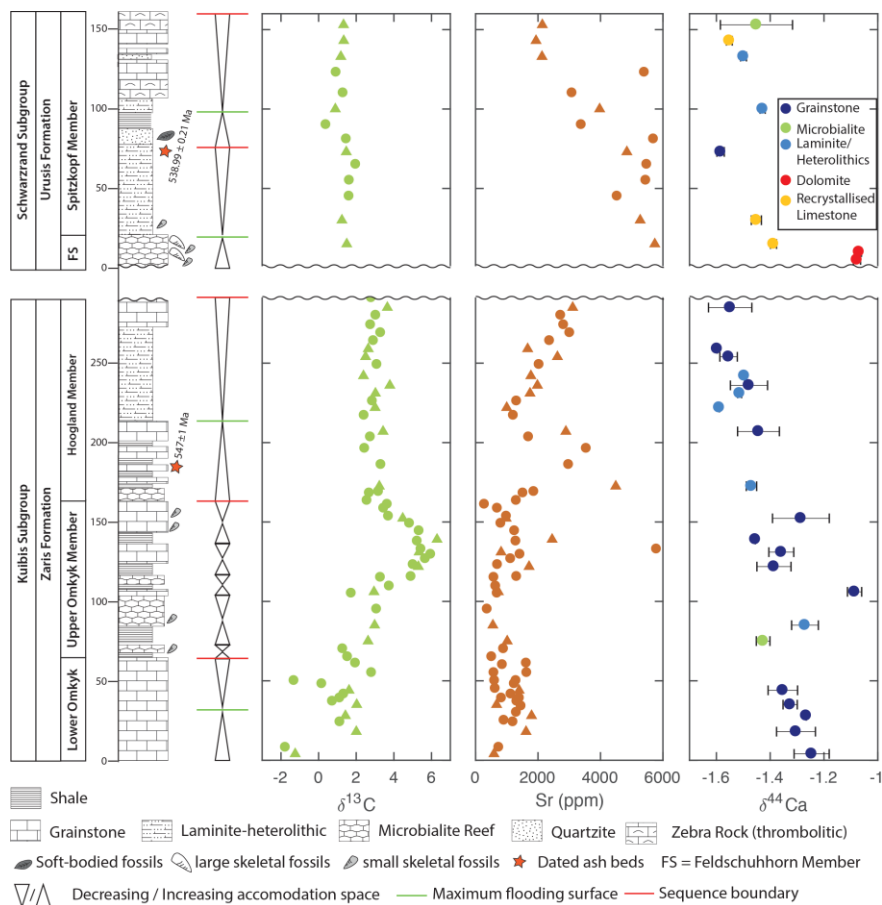 Schwarzrand Subgroup
Urusis Formation
Spitzkopf Member
FS
150
100
50
0
538.99 ± 0.21 Ma
Grainstone
Microbialite
Laminite/
Heterolithics
Dolomite
Recrystallised
Limestone
Kuibis Subgroup
Zaris Formation
Hoogland Member
Upper Omkyk Member
Lower Omkyk
250
200
150
100
50
0
547±1 Ma
-2 0 2 4 6
δ13C
0 2000 4000 6000
Sr (ppm)
-1.6 -1.4 -1.2 -1
δ44Ca
Shale
Grainstone Laminite-heterolithic Microbialite Reef Quartzite Zebra Rock (thrombolitic)
Soft-bodied fossils large skeletal fossils small skeletal fossils Dated ash beds FS = Feldschuhhorn Member
Decreasing / Increasing accomodation space Maximum flooding surface Sequence boundary